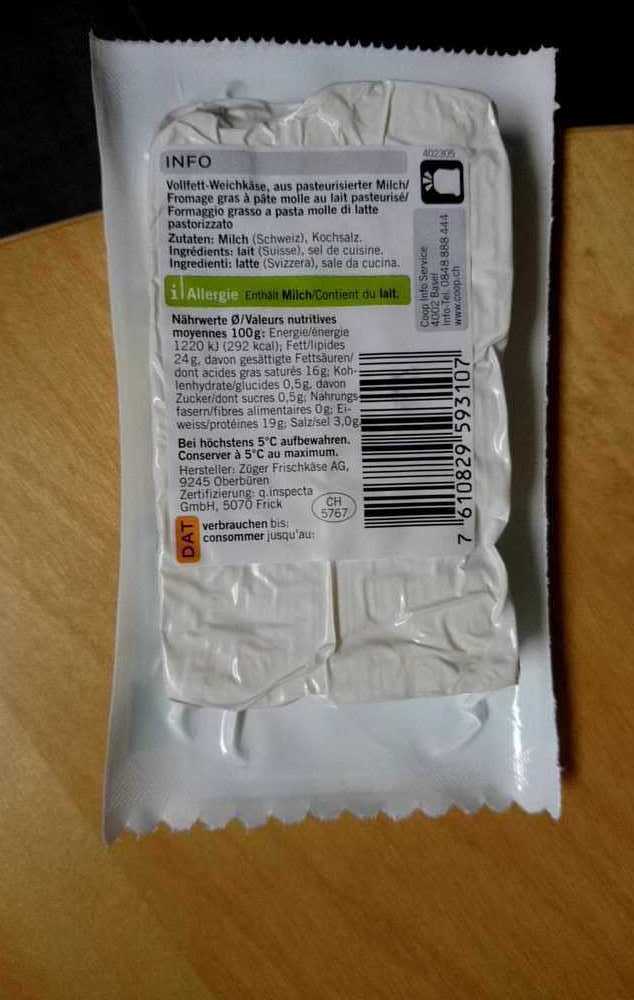 INFO
Vollfett-Weichkäse, aus pasteurisierter Milch/
Fromage gras à pâte molle au lait pasteurisé/
Formaggio grasso a pasta molle di latte
pastorizzato
Zutaten: Milch (Schweiz), Kochsalz.
Ingrédients: lait (Suisse), sel de cuisine.
Ingredienti: latte (Svizzera), sale da cucina.
i Allergie Enthält Milch/Contient du lait.
Nährwerte Ø/Valeurs nutritives
moyennes 100g: Energie/énergie
1220 kJ (292 kcal); Fett/lipides
24g, davon gesättigte Fettsäuren/
dont acides gras saturés 16g; Koh-
lenhydrate/glucides 0,5g, davon
Zucker/dont sucres 0,5g; Nahrungs-
fasern/fibres alimentaires 0g; Ei-
weiss/protéines 19g; Salz/sel 3,0g
Bei höchstens 5°C aufbewahren.
Conserver à 5°C au maximum.
Hersteller: Züger Frischkäse AG,
9245 Oberbüren
Zertifizierung: q.inspecta
GmbH, 5070 Frick
CH
5767
DAT
verbrauchen bis:
consommer jusqu'au:
402305
Coop Info Service
4002 Basel
Info-Tel. 0848 888 444
www.coop.ch
7 610829 593107